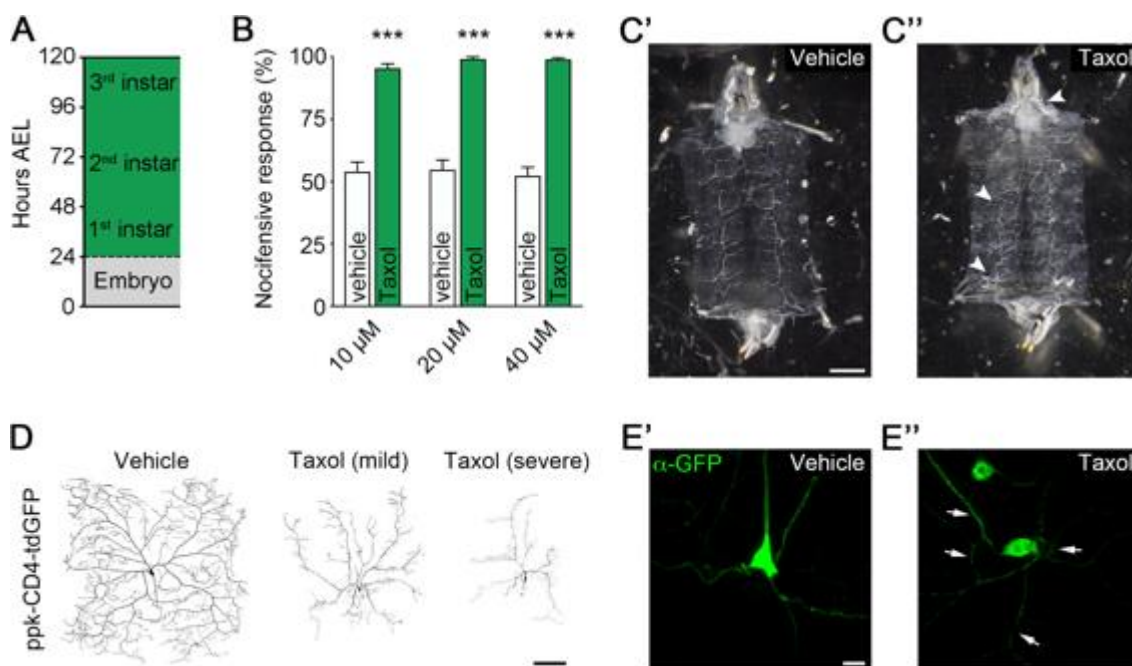 A
Hours AEL
120
96
72
48
24
0
3rd instar
2nd instar
1st instar
Embryo
B
Nocifensive response (%)
100
75
50
25
0
***
***
***
vehicle
Taxol
vehicle
Taxol
vehicle
Taxol
10 µM
20 µM
40 µM
C'
Vehicle
C''
Taxol
D
ppk-CD4-tdGFP
Vehicle
Taxol (mild)
Taxol (severe)
E'
α-GFP
Vehicle
E''
Taxol